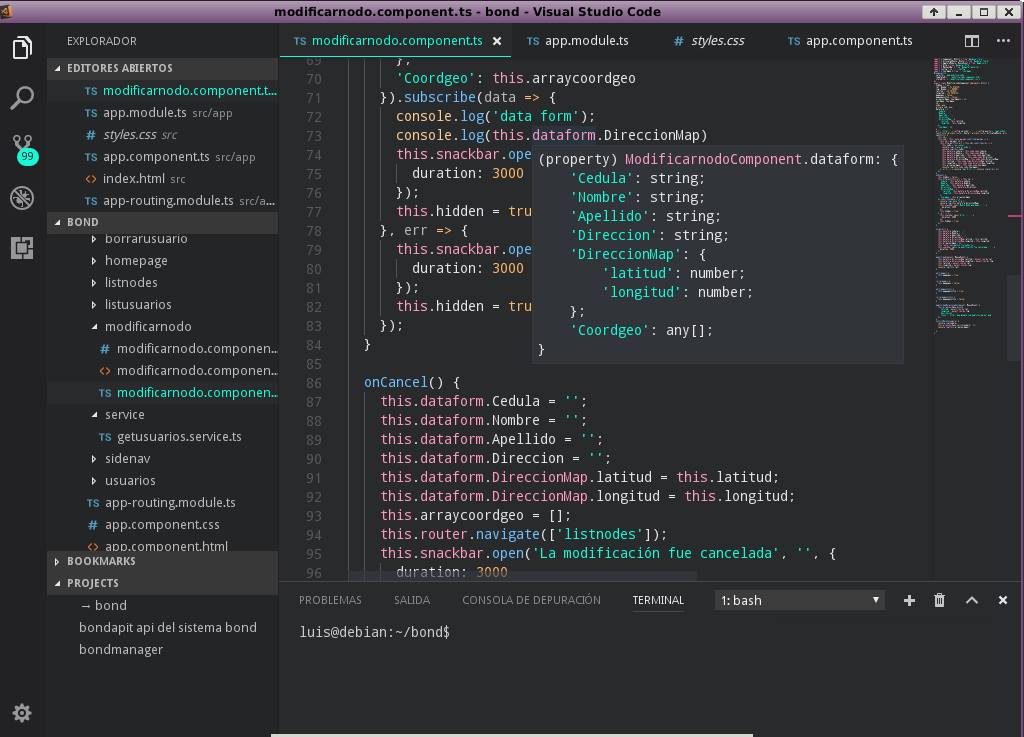 modificarnodo.component.ts - bond - Visual Studio Code
EXPLORADOR
EDITORES ABIERTOS
TS modificarnodo.component.t...
TS app.module.ts src/app
# styles.css src
TS app.component.ts src/app
<> index.html src
TS app-routing.module.ts src/a...
99
BOND
borrarusuario
homepage
listnodes
listusuarios
modificarnodo
# modificarnodo.componen...
<> modificarnodo.componen...
TS modificarnodo.componen...
service
TS getusuarios.service.ts
sidenav
usuarios
TS app-routing.module.ts
# app.component.css
<> app.component.html
BOOKMARKS
PROJECTS
→ bond
bondapit api del sistema bond
bondmanager
TS modificarnodo.component.ts ×
TS app.module.ts
# styles.css
TS app.component.ts
69 },
70 'Coordgeo': this.arraycoordgeo
71 }).subscribe(data => {
72 console.log('data form');
73 console.log(this.dataform.DireccionMap)
74 this.snackbar.ope
75 duration: 3000
76 });
77 this.hidden = tru
78 }, err => {
79 this.snackbar.ope
80 duration: 3000
81 });
82 this.hidden = tru
83 });
84 }
85
86 onCancel() {
87 this.dataform.Cedula = '';
88 this.dataform.Nombre = '';
89 this.dataform.Apellido = '';
90 this.dataform.Direccion = '';
91 this.dataform.DireccionMap.latitud = this.latitud;
92 this.dataform.DireccionMap.longitud = this.longitud;
93 this.arraycoordgeo = [];
94 this.router.navigate(['listnodes']);
95 this.snackbar.open('La modificación fue cancelada', '', {
96 duration: 3000
(property) ModificarnodoComponent.dataform: {
'Cedula': string;
'Nombre': string;
'Apellido': string;
'Direccion': string;
'DireccionMap': {
'latitud': number;
'longitud': number;
};
'Coordgeo': any[];
}
PROBLEMAS SALIDA CONSOLA DE DEPURACIÓN TERMINAL 1: bash
luis@debian:~/bond$